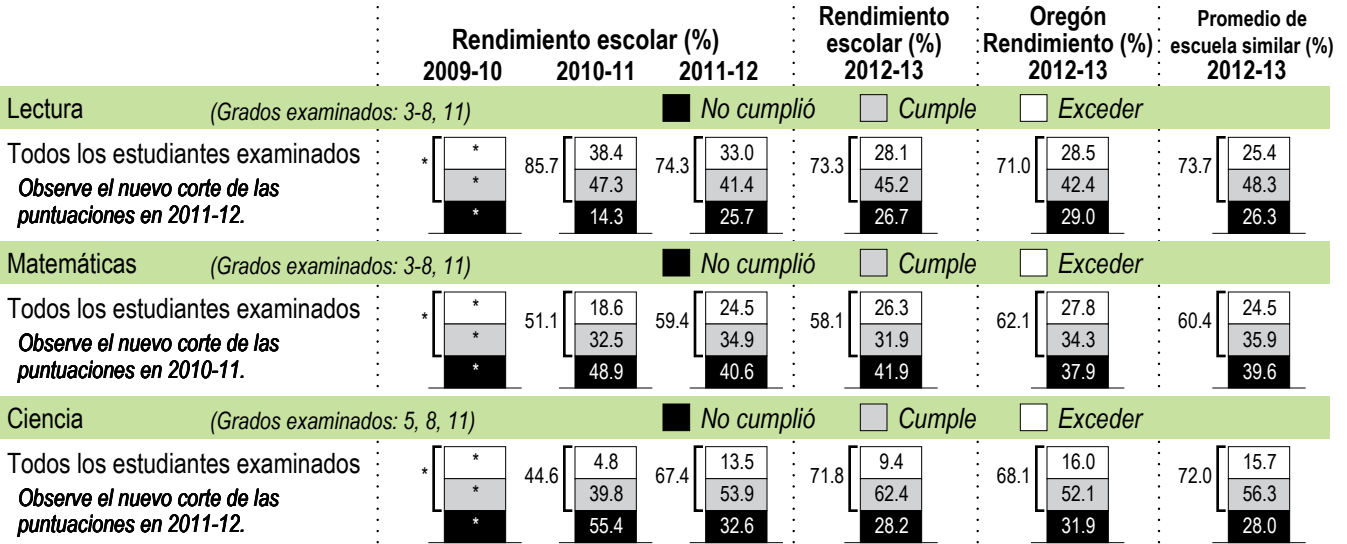 Rendimiento escolar (%)
2009-10 2010-11 2011-12
Rendimiento
escolar (%)
2012-13
Oregón
Rendimiento (%)
2012-13
Promedio de
escuela similar (%)
2012-13
Lectura (Grados examinados: 3-8, 11) No cumplió Cumple Exceder
Todos los estudiantes examinados
Observe el nuevo corte de las
puntuaciones en 2011-12.
* * 85.7 38.4 74.3 33.0 73.3 28.1 71.0 28.5 73.7 25.4
* 47.3 41.4 45.2 42.4 48.3
* 14.3 25.7 26.7 29.0 26.3
Matemáticas (Grados examinados: 3-8, 11) No cumplió Cumple Exceder
Todos los estudiantes examinados
Observe el nuevo corte de las
puntuaciones en 2010-11.
* * 51.1 18.6 59.4 24.5 58.1 26.3 62.1 27.8 60.4 24.5
* 32.5 34.9 31.9 34.3 35.9
* 48.9 40.6 41.9 37.9 39.6
Ciencia (Grados examinados: 5, 8, 11) No cumplió Cumple Exceder
Todos los estudiantes examinados
Observe el nuevo corte de las
puntuaciones en 2011-12.
* * 44.6 4.8 67.4 13.5 71.8 9.4 68.1 16.0 72.0 15.7
* 39.8 53.9 62.4 52.1 56.3
* 55.4 32.6 28.2 31.9 28.0